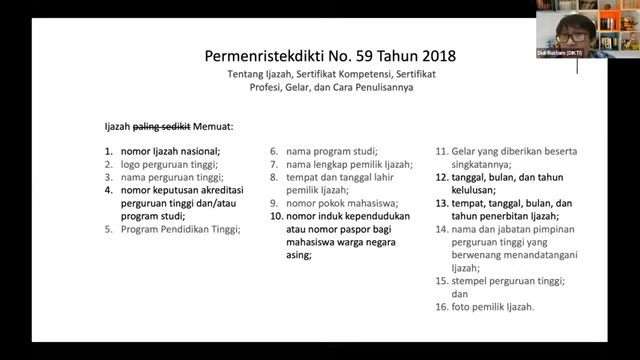 Permenristekdikti No. 59 Tahun 2018
Tentang Ijazah, Sertifikat Kompetensi, Sertifikat
Profesi, Gelar, dan Cara Penulisannya
Ijazah paling sedikit Memuat:
1. nomor Ijazah nasional;
2. logo perguruan tinggi;
3. nama perguruan tinggi;
4. nomor keputusan akreditasi
perguruan tinggi dan/atau
program studi;
5. Program Pendidikan Tinggi;
6. nama program studi;
7. nama lengkap pemilik Ijazah;
8. tempat dan tanggal lahir
pemilik Ijazah;
9. nomor pokok mahasiswa;
10. nomor induk kependudukan
atau nomor paspor bagi
mahasiswa warga negara
asing;
11. Gelar yang diberikan beserta
singkatannya;
12. tanggal, bulan, dan tahun
kelulusan;
13. tempat, tanggal, bulan, dan
tahun penerbitan Ijazah;
14. nama dan jabatan pimpinan
perguruan tinggi yang
berwenang menandatangani
Ijazah;
15. stempel perguruan tinggi;
dan
16. foto pemilik Ijazah.
Didi Rustam (DIKTI)